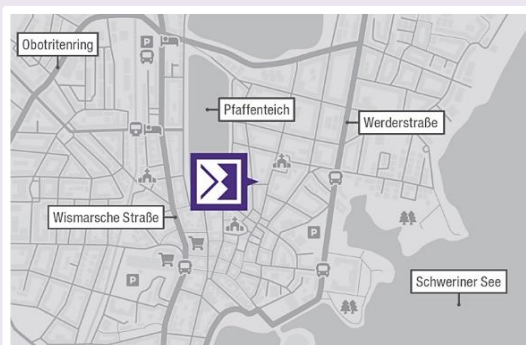 Obotritenring
P
Pfaffenteich
Werderstraße
Wismarsche Straße
P
P
Schweriner See